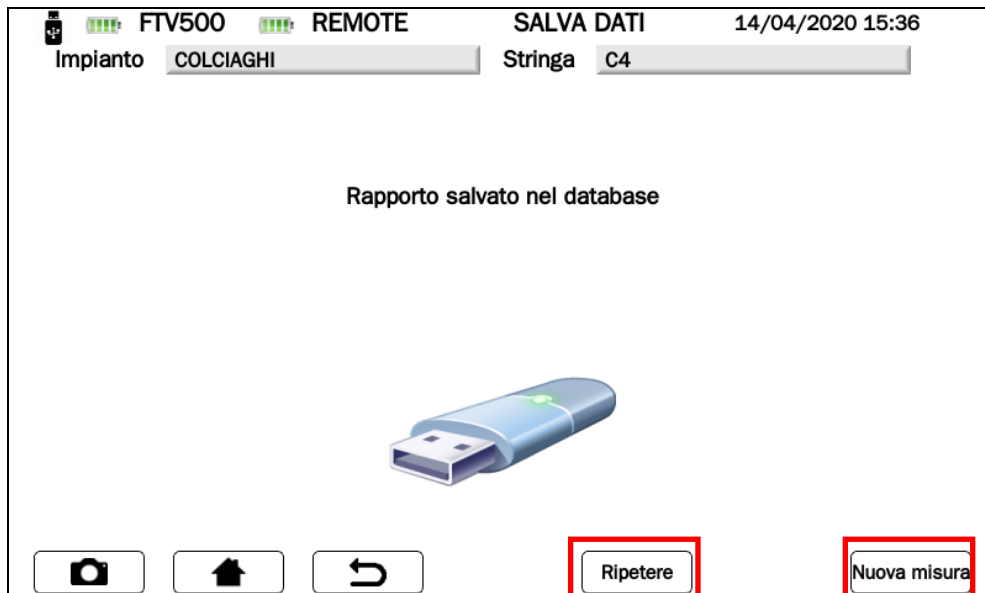 FTV500 REMOTE SALVA DATI 14/04/2020 15:36
Impianto COLCIAGHI Stringa C4
Rapporto salvato nel database
Ripetere Nuova misura